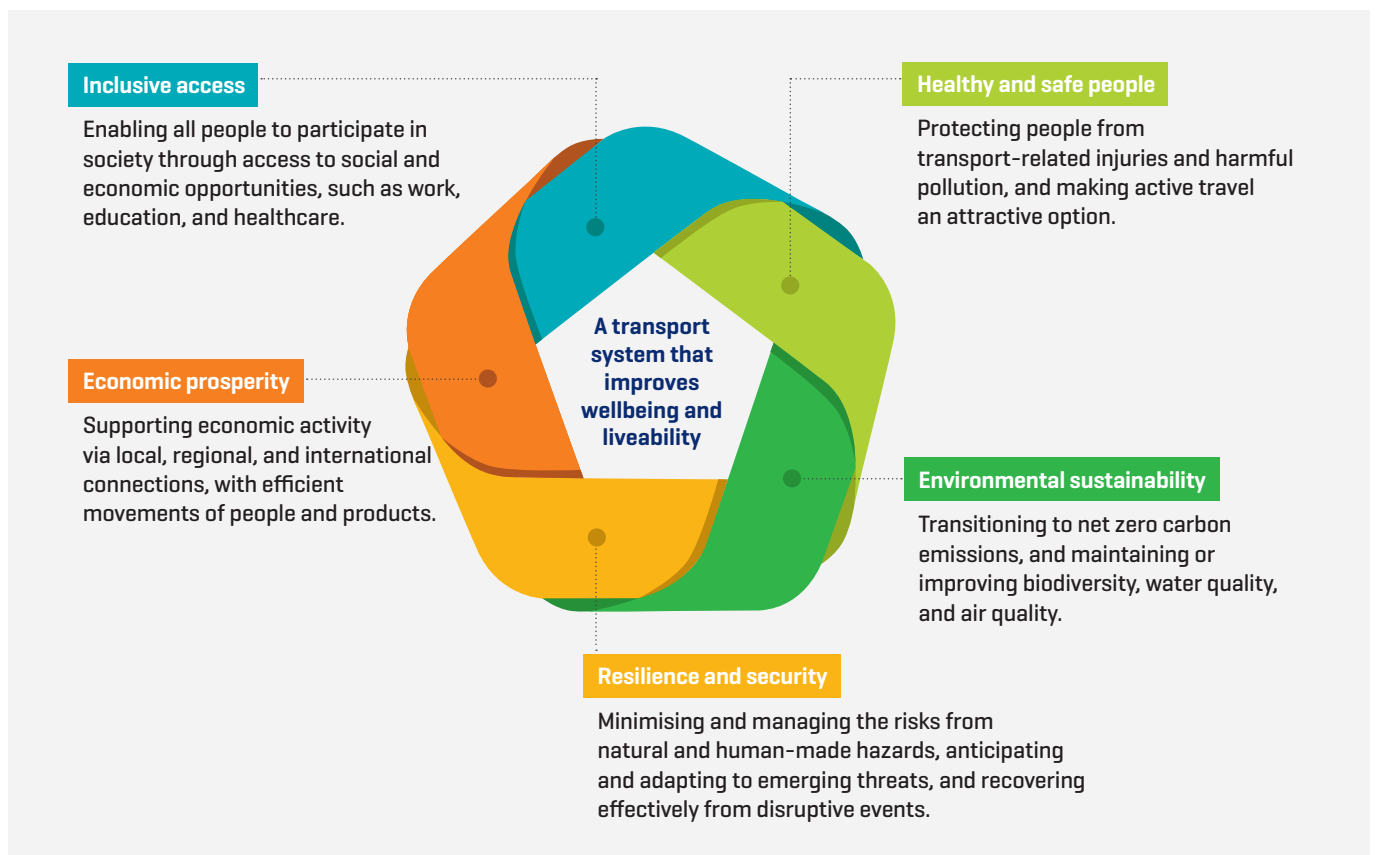 Inclusive access
Enabling all people to participate in
society through access to social and
economic opportunities, such as work,
education, and healthcare.
Healthy and safe people
Protecting people from
transport-related injuries and harmful
pollution, and making active travel
an attractive option.
A transport
system that
improves
wellbeing and
liveability
Economic prosperity
Supporting economic activity
via local, regional, and international
connections, with efficient
movements of people and products.
Environmental sustainability
Transitioning to net zero carbon
emissions, and maintaining or
improving biodiversity, water quality,
and air quality.
Resilience and security
Minimising and managing the risks from
natural and human-made hazards, anticipating
and adapting to emerging threats, and recovering
effectively from disruptive events.